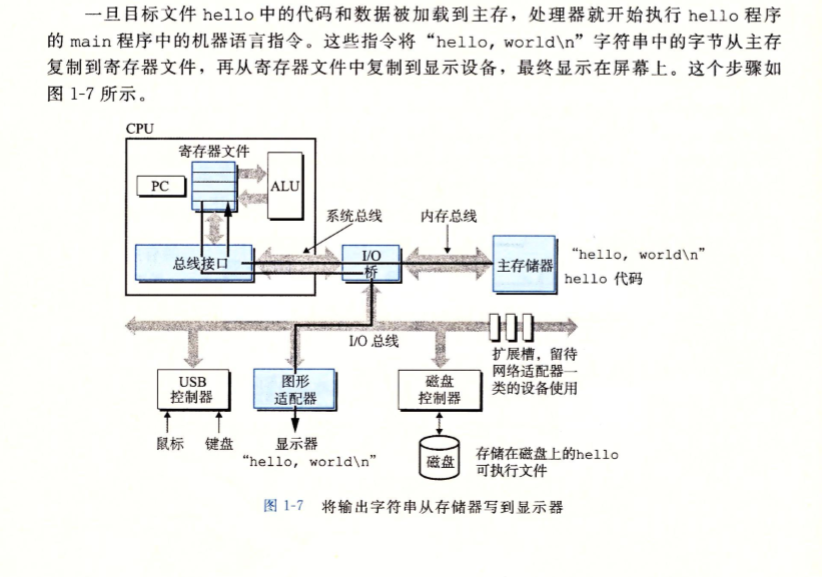 一旦目标文件 hello 中的代码和数据被加载到主存，处理器就开始执行 hello 程序
的 main 程序中的机器语言指令。这些指令将“hello, world\n”字符串中的字节从主存
复制到寄存器文件，再从寄存器文件中复制到显示设备，最终显示在屏幕上。这个步骤如
图 1-7 所示。
CPU
寄存器文件
PC
ALU
系统总线
内存总线
总线接口
I/O
桥
主存储器
“hello, world\n”
hello 代码
I/O 总线
扩展槽，留待
网络适配器一
类的设备使用
USB
控制器
图形
适配器
磁盘
控制器
鼠标
键盘
显示器
“hello, world\n”
磁盘
存储在磁盘上的hello
可执行文件
图 1-7 将输出字符串从存储器写到显示器